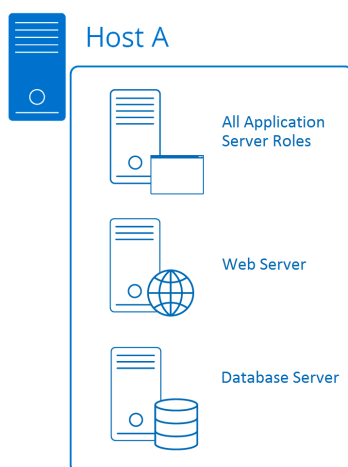 Host A
All Application
Server Roles
Web Server
Database Server